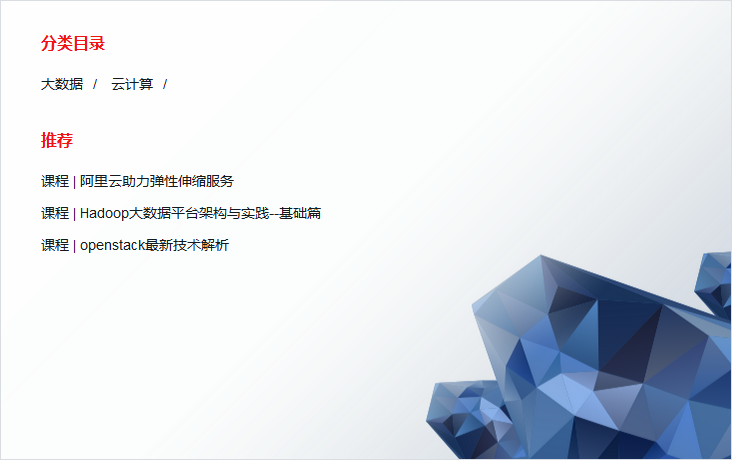 分类目录
大数据 / 云计算 /
推荐
课程 | 阿里云助力弹性伸缩服务
课程 | Hadoop大数据平台架构与实践--基础篇
课程 | openstack最新技术解析